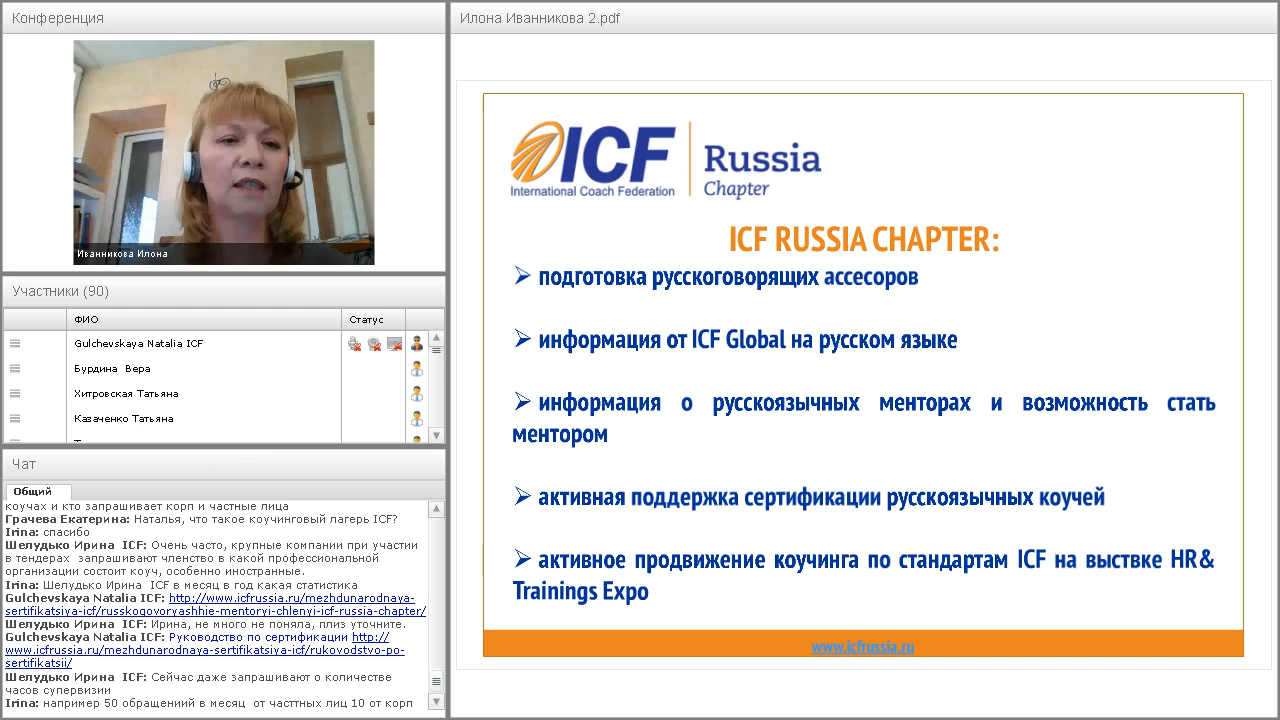 Конференция
Иванникова Илона
Участники (90)
ФИО Статус
Gulchevskaya Natalia ICF
Бурдина Вера
Хитровская Татьяна
Казаченко Татьяна
Чат
Общий
коучах и кто запрашивает корп и частные лица
Грачева Екатерина: Наталья, что такое коучинговый лагерь ICF?
Irina: спасибо
Шелудько Ирина ICF: Очень часто, крупные компании при участии
в тендерах запрашивают членство в какой профессиональной
организации состоит коуч, особенно иностранные.
Irina: Шелудько Ирина ICF в месяц в год какая статистика
Gulchevskaya Natalia ICF: http://www.icfrussia.ru/mezhdunarodnaya-
sertifikatsiya-icf/russkogovoryashhie-mentoryi-chlenyi-icf-russia-chapter/
Шелудько Ирина ICF: Ирина, не много не поняла, плиз уточните.
Gulchevskaya Natalia ICF: Руководство по сертификации http://
www.icfrussia.ru/mezhdunarodnaya-sertifikatsiya-icf/rukovodstvo-po-
sertifikatsii/
Шелудько Ирина ICF: Сейчас даже запрашивают о количестве
часов супервизии
Irina: например 50 обращениий в месяц от часттных лиц 10 от корп
Илона Иванникова 2.pdf
ICF
International Coach Federation
Russia
Chapter
ICF RUSSIA CHAPTER:
➢ подготовка русскоговорящих ассесоров
➢ информация от ICF Global на русском языке
➢ информация о русскоязычных менторах и возможность стать
ментором
➢ активная поддержка сертификации русскоязычных коучей
➢ активное продвижение коучинга по стандартам ICF на выствке HR&
Trainings Expo
www.icfrussia.ru